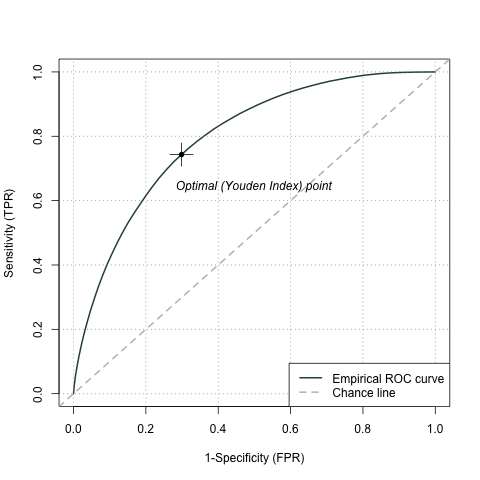 1.0
0.8
0.6
0.4
0.2
0.0
Sensitivity (TPR)
Optimal (Youden Index) point
Empirical ROC curve
Chance line
0.0 0.2 0.4 0.6 0.8 1.0
1-Specificity (FPR)